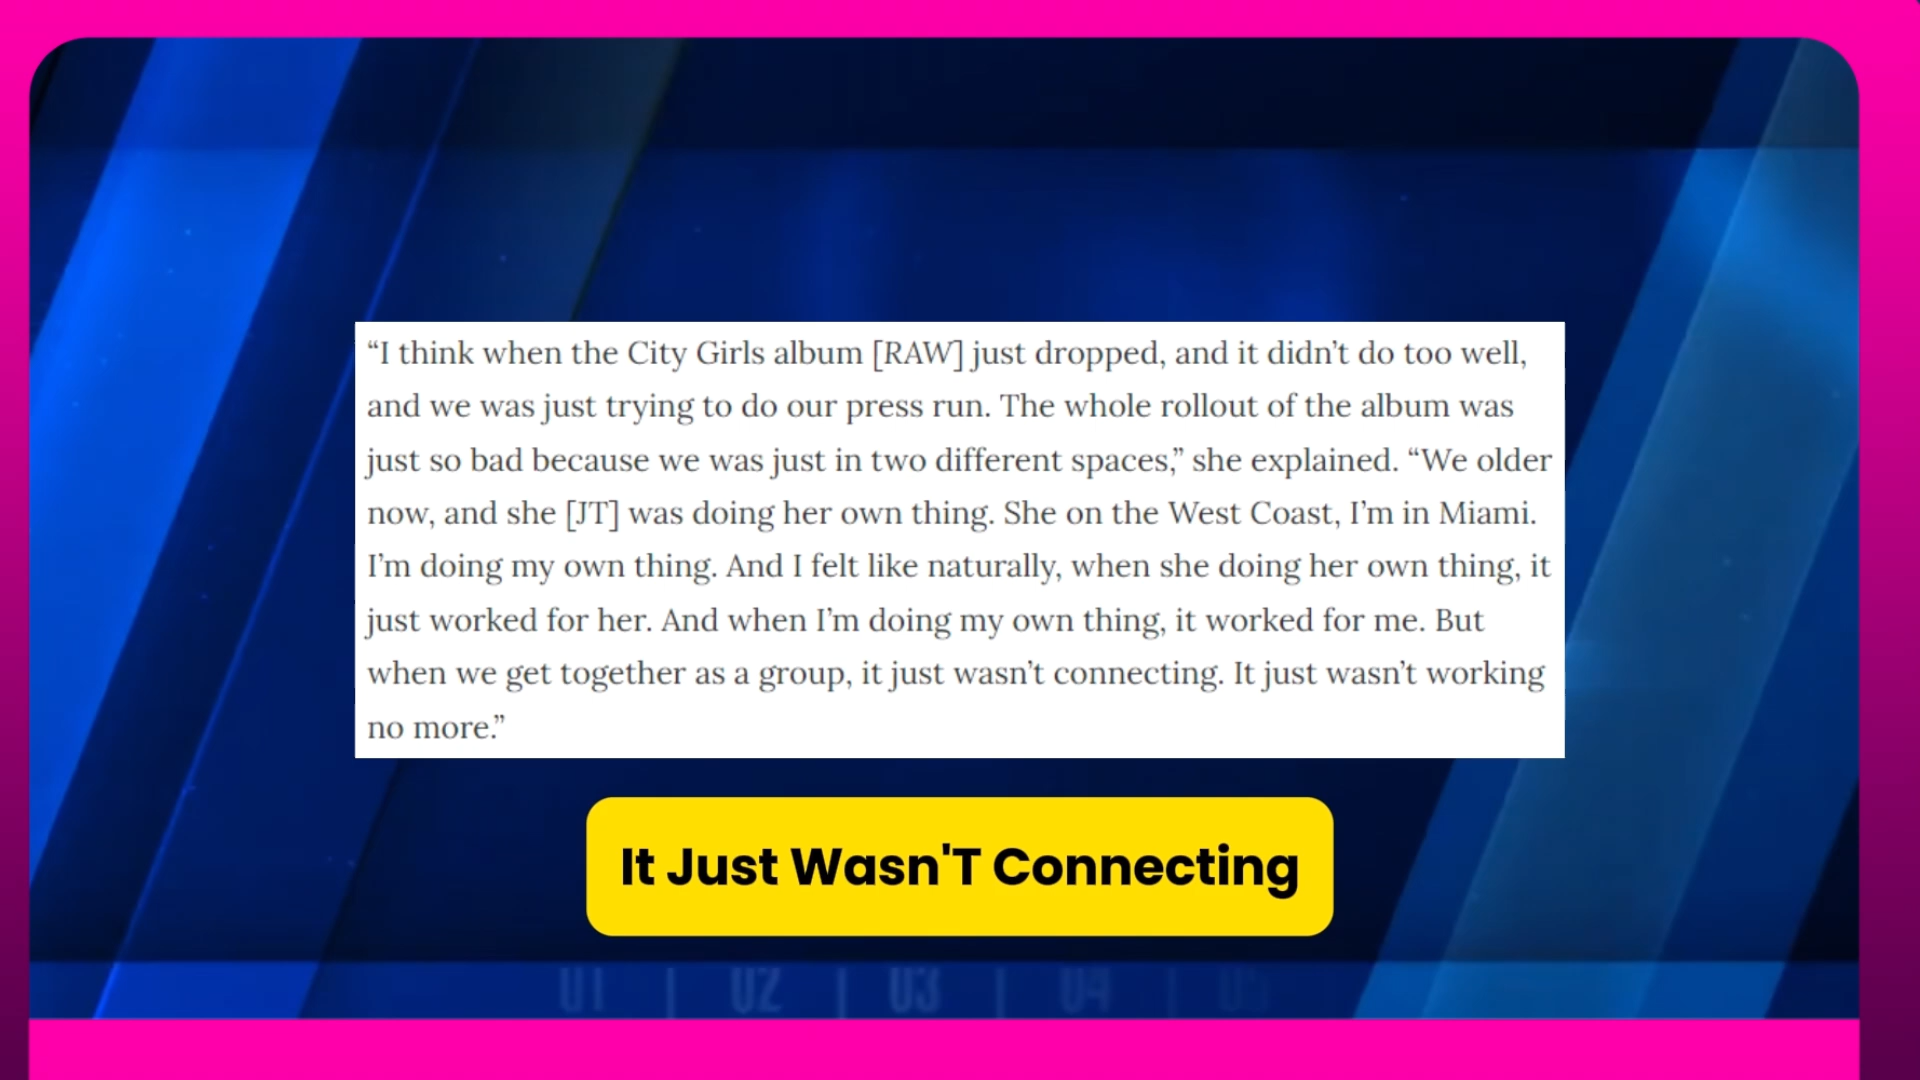 “I think when the City Girls album [RAW] just dropped, and it didn’t do too well,
and we was just trying to do our press run. The whole rollout of the album was
just so bad because we was just in two different spaces,” she explained. “We older
now, and she [JT] was doing her own thing. She on the West Coast, I’m in Miami.
I’m doing my own thing. And I felt like naturally, when she doing her own thing, it
just worked for her. And when I’m doing my own thing, it worked for me. But
when we get together as a group, it just wasn’t connecting. It just wasn’t working
no more.”
It Just Wasn'T Connecting
01 | 02 | 03 | 04 | 05